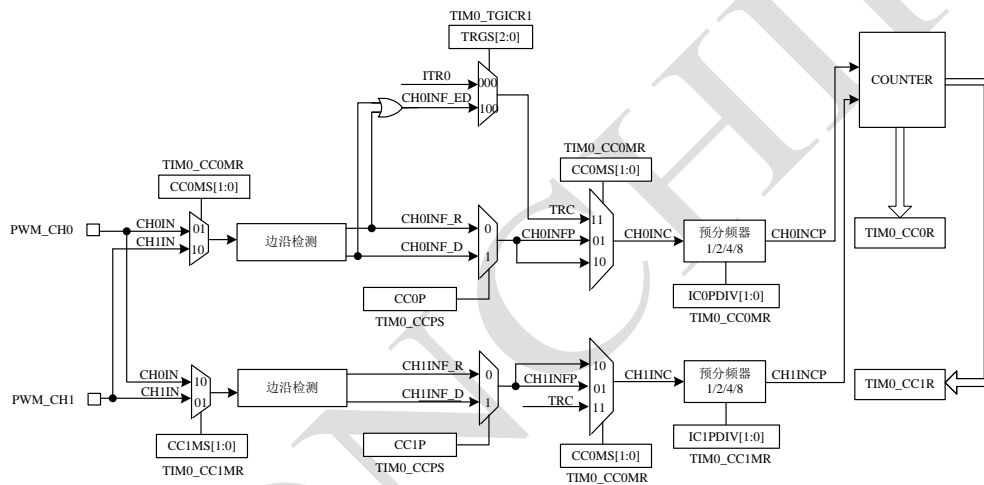 TIM0_TGICR1
TRGS[2:0]
ITR0
000
CH0INF_ED
100
COUNTER
TIM0_CC0MR
CC0MS[1:0]
TIM0_CC0MR
CC0MS[1:0]
PWM_CH0
CH0IN
01
CH1IN
10
边沿检测
CH0INF_R
0
CH0INF_D
1
TRC
11
CH0INFP
01
10
CH0INC
预分频器
1/2/4/8
CH0INCP
TIM0_CC0R
CC0P
TIM0_CCPS
IC0PDIV[1:0]
TIM0_CC0MR
PWM_CH1
CH0IN
10
CH1IN
01
边沿检测
CH1INF_R
0
CH1INF_D
1
10
CH1INFP
01
TRC
11
CH1INC
预分频器
1/2/4/8
CH1INCP
TIM0_CC1R
CC1MS[1:0]
TIM0_CC1MR
CC1P
TIM0_CCPS
CC0MS[1:0]
TIM0_CC0MR
IC1PDIV[1:0]
TIM0_CC1MR